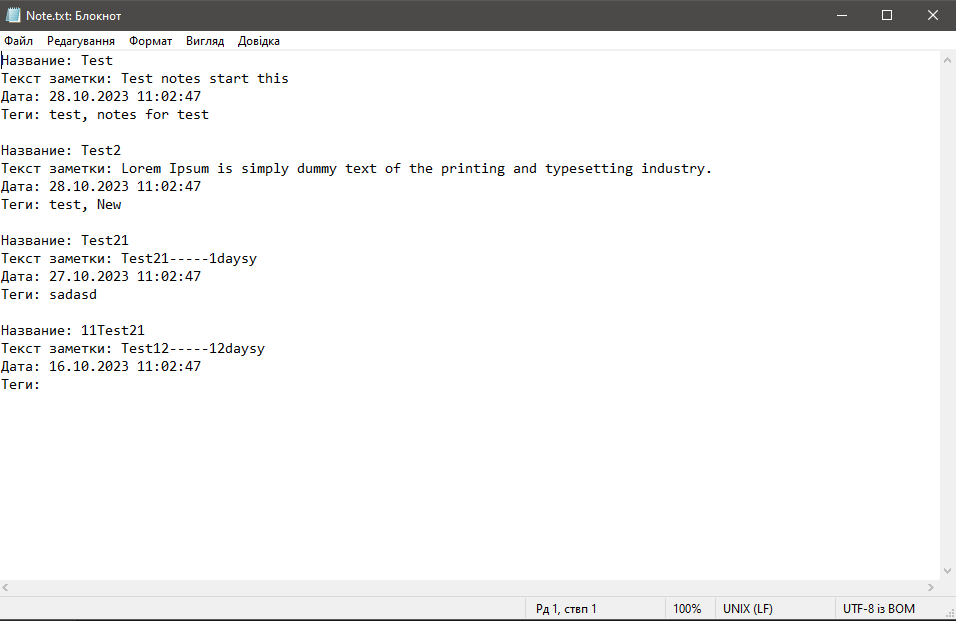 Note.txt: Блокнот
Файл Редагування Формат Вигляд Довідка
Название: Test
Текст заметки: Test notes start this
Дата: 28.10.2023 11:02:47
Теги: test, notes for test
Название: Test2
Текст заметки: Lorem Ipsum is simply dummy text of the printing and typesetting industry.
Дата: 28.10.2023 11:02:47
Теги: test, New
Название: Test21
Текст заметки: Test21-----1daysy
Дата: 27.10.2023 11:02:47
Теги: sadasd
Название: 11Test21
Текст заметки: Test12-----12daysy
Дата: 16.10.2023 11:02:47
Теги:
Рд 1, ствп 1 100% UNIX (LF) UTF-8 із BOM